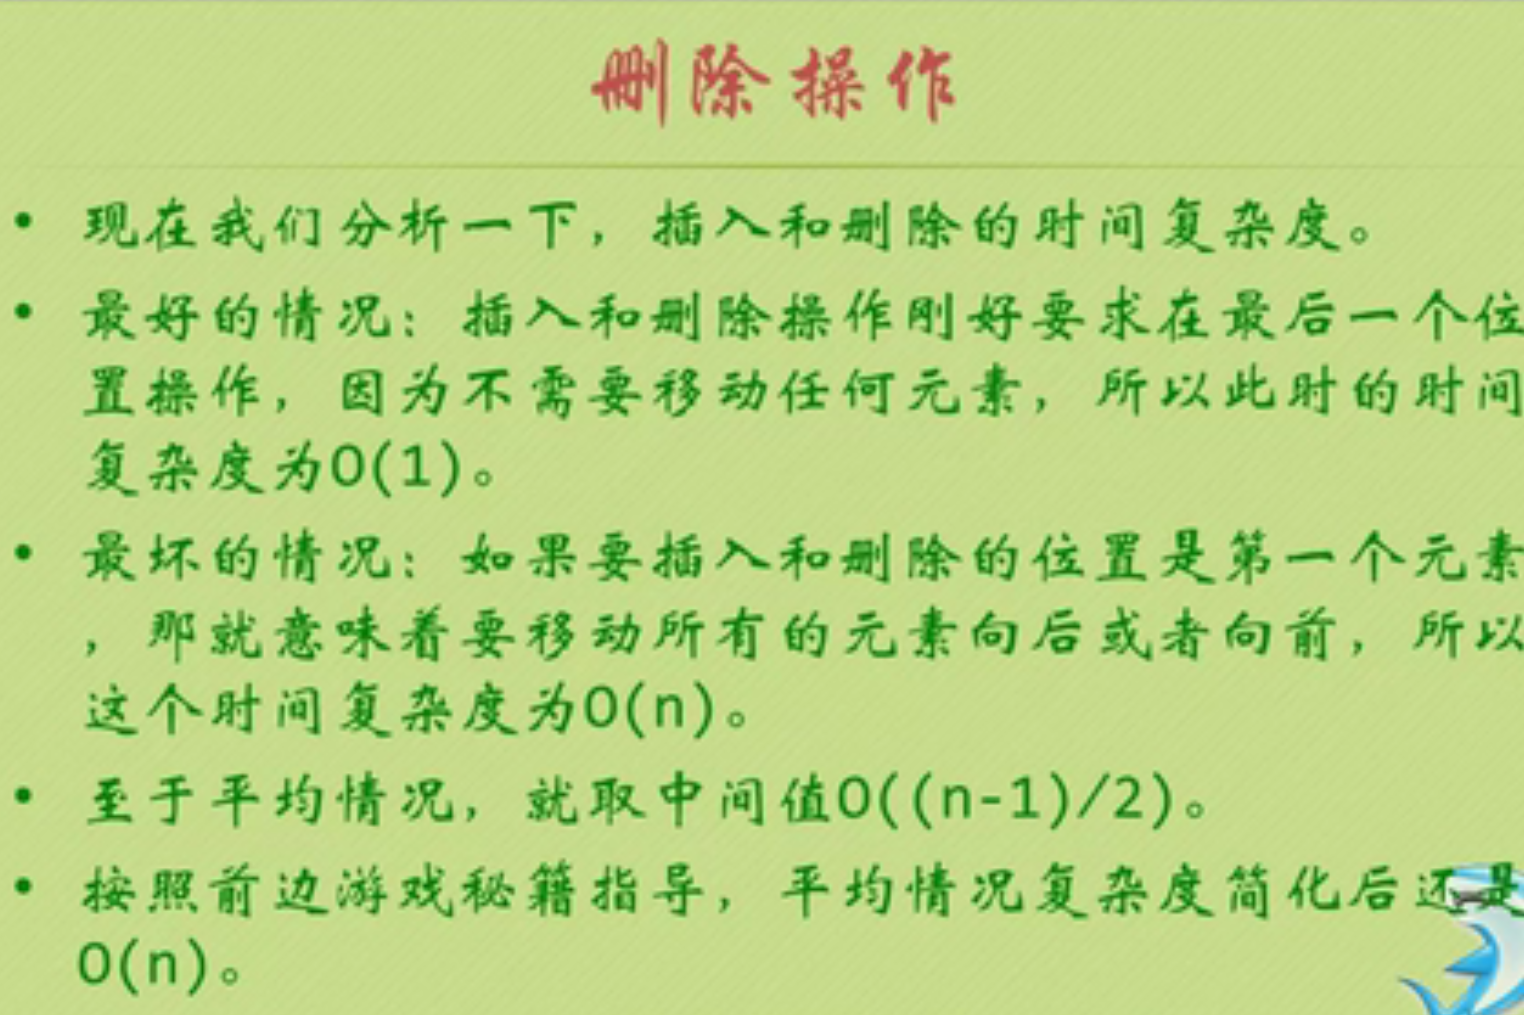 删除操作
• 现在我们分析一下，插入和删除的时间复杂度。
• 最好的情况：插入和删除操作刚好要求在最后一个位
置操作，因为不需要移动任何元素，所以此时的时间
复杂度为O(1)。
• 最坏的情况：如果要插入和删除的位置是第一个元素
，那就意味着要移动所有的元素向后或者向前，所以
这个时间复杂度为O(n)。
• 至于平均情况，就取中间值O((n-1)/2)。
• 按照前边游戏秘籍指导，平均情况复杂度简化后还是
O(n)。